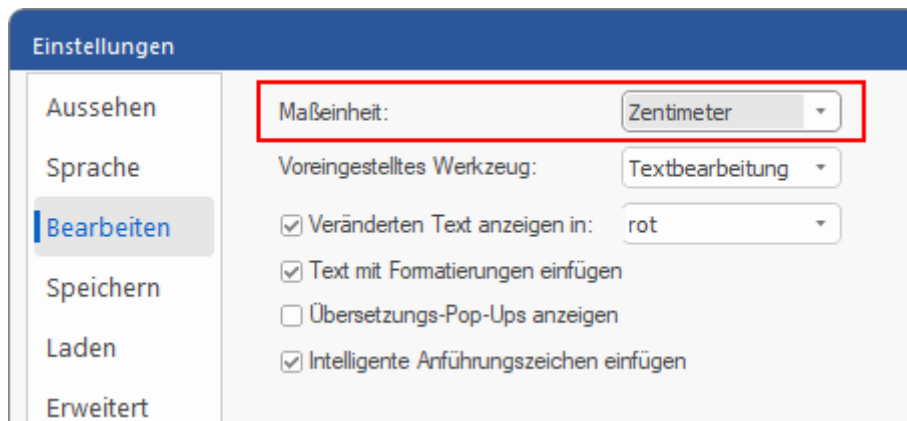 Einstellungen
Aussehen
Sprache
Bearbeiten
Speichern
Laden
Erweitert
Maßeinheit: Zentimeter
Voreingestelltes Werkzeug: Textbearbeitung
Veränderten Text anzeigen in: rot
Text mit Formatierungen einfügen
Übersetzungs-Pop-Ups anzeigen
Intelligente Anführungszeichen einfügen